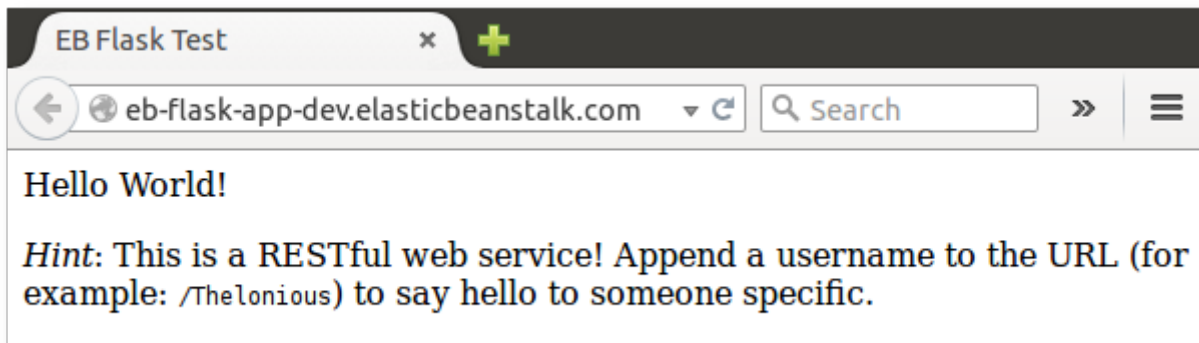 EB Flask Test
eb-flask-app-dev.elasticbeanstalk.com
Search
Hello World!
Hint: This is a RESTful web service! Append a username to the URL (for
example: /Thelonious) to say hello to someone specific.